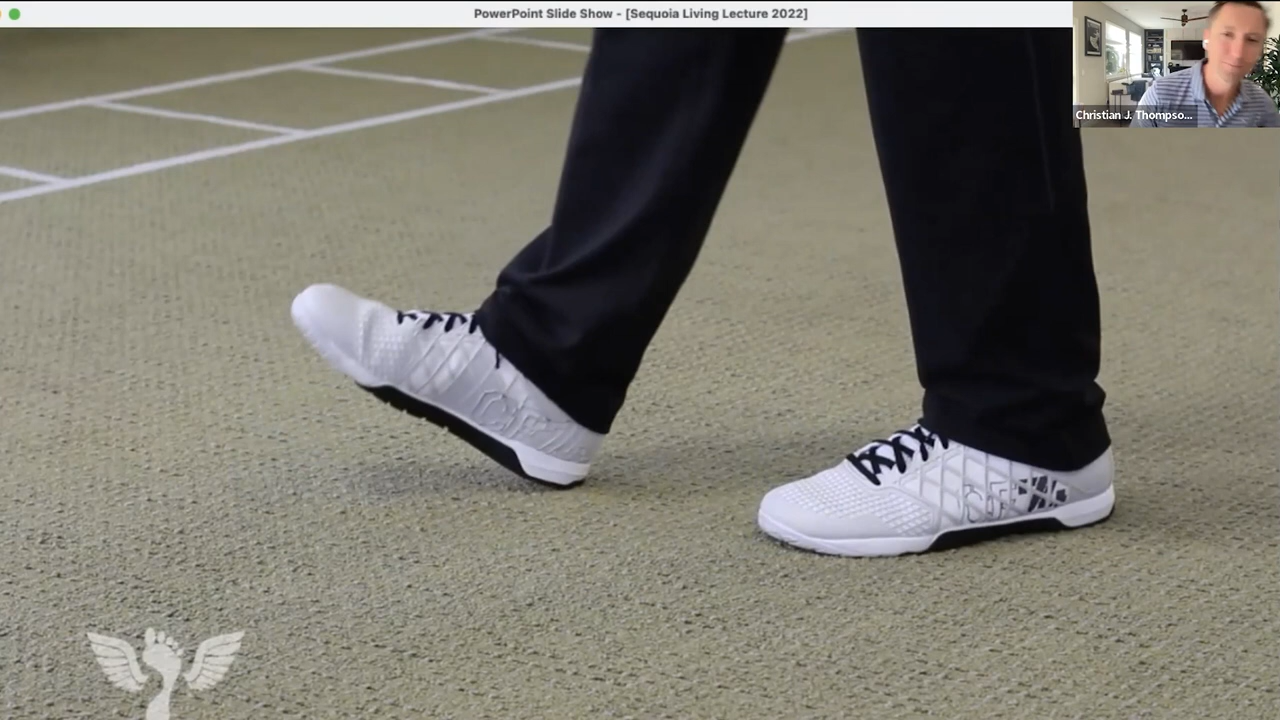 PowerPoint Slide Show - [Sequoia Living Lecture 2022]
Christian J. Thompso...